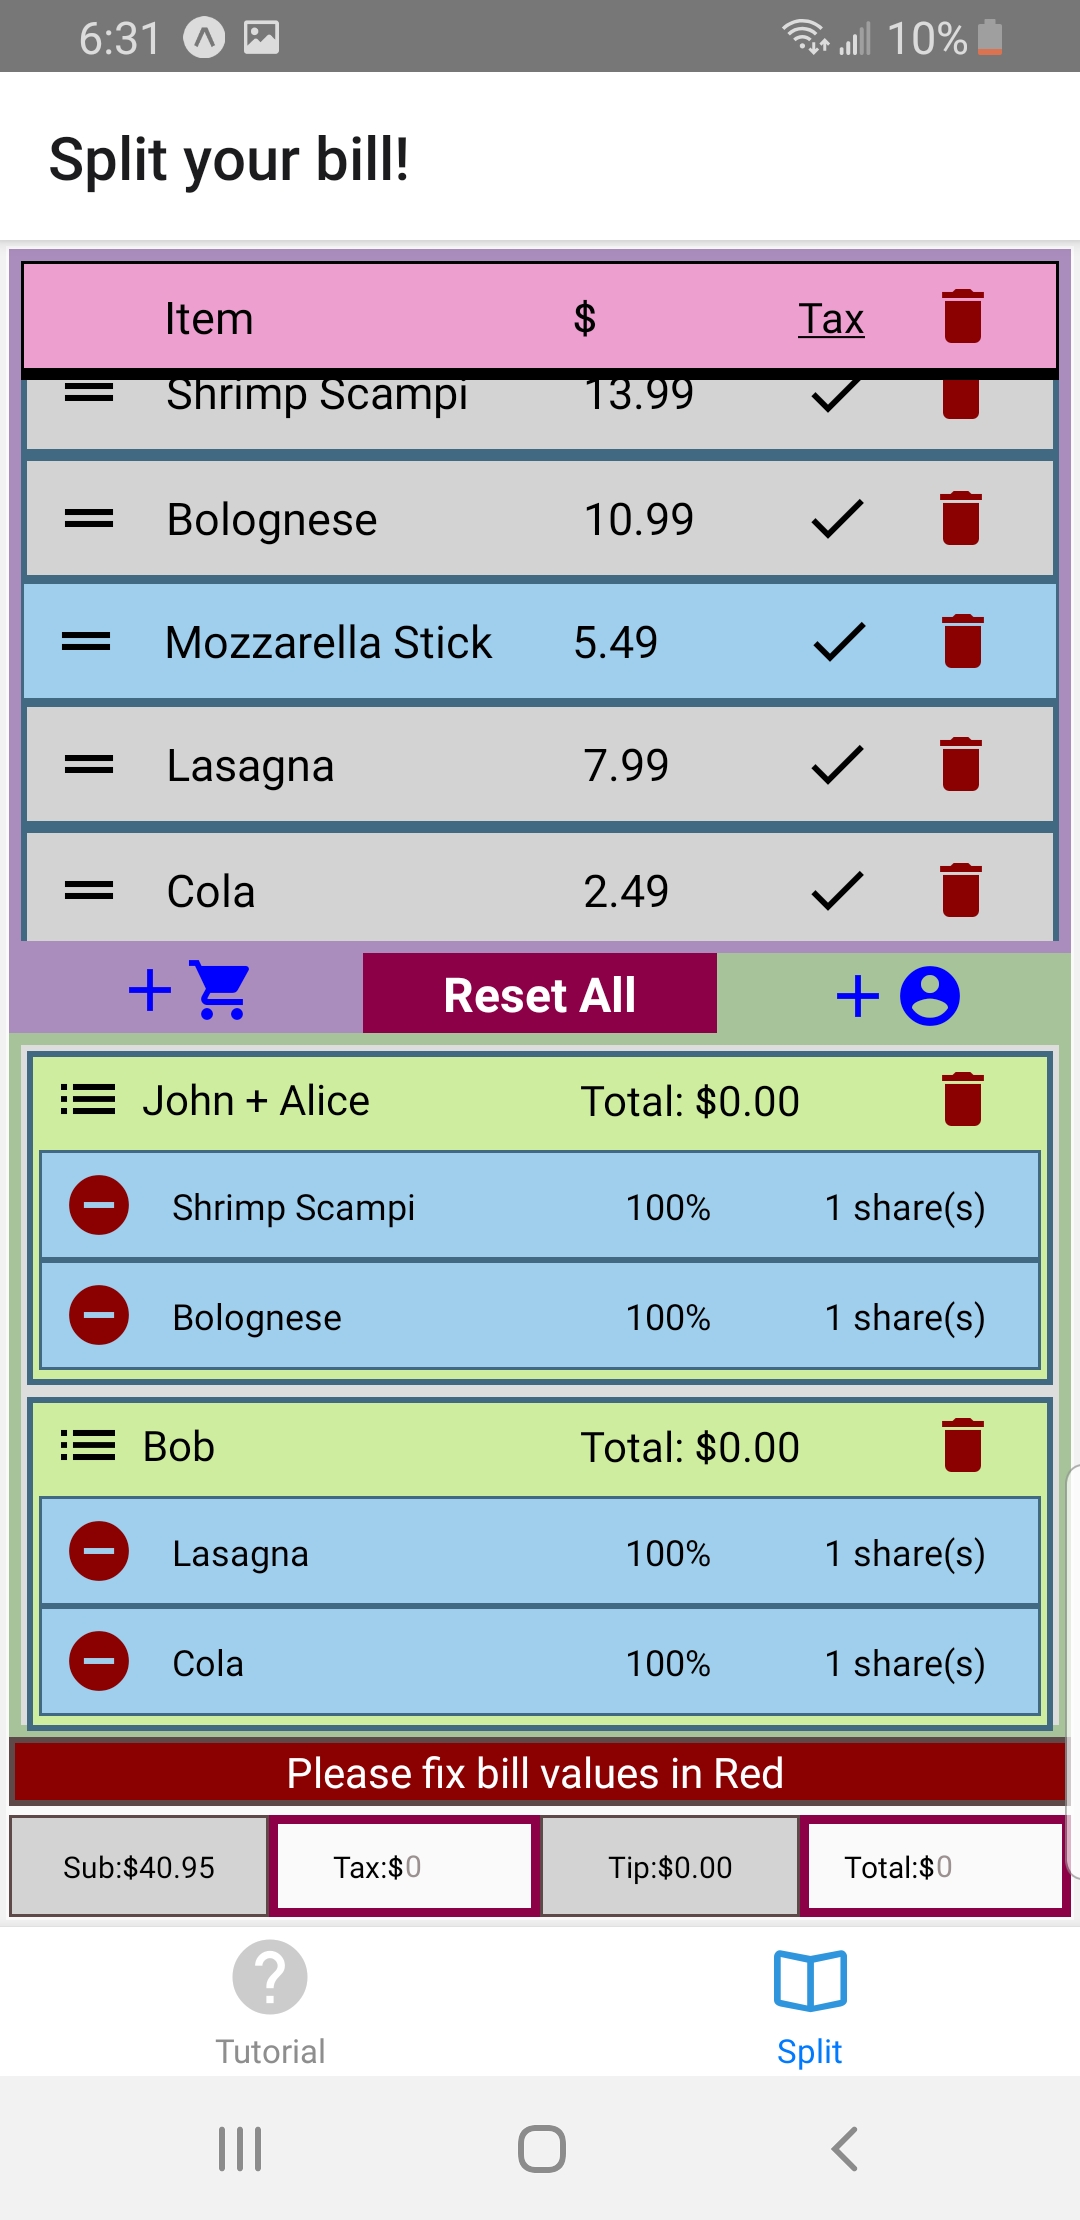 6:31 10%
Split your bill!
Item $ Tax
Shrimp Scampi 13.99
Bolognese 10.99
Mozzarella Stick 5.49
Lasagna 7.99
Cola 2.49
+ Reset All +
John + Alice Total: $0.00
Shrimp Scampi 100% 1 share(s)
Bolognese 100% 1 share(s)
Bob Total: $0.00
Lasagna 100% 1 share(s)
Cola 100% 1 share(s)
Please fix bill values in Red
Sub:$40.95 Tax:$0 Tip:$0.00 Total:$0
?
Tutorial Split